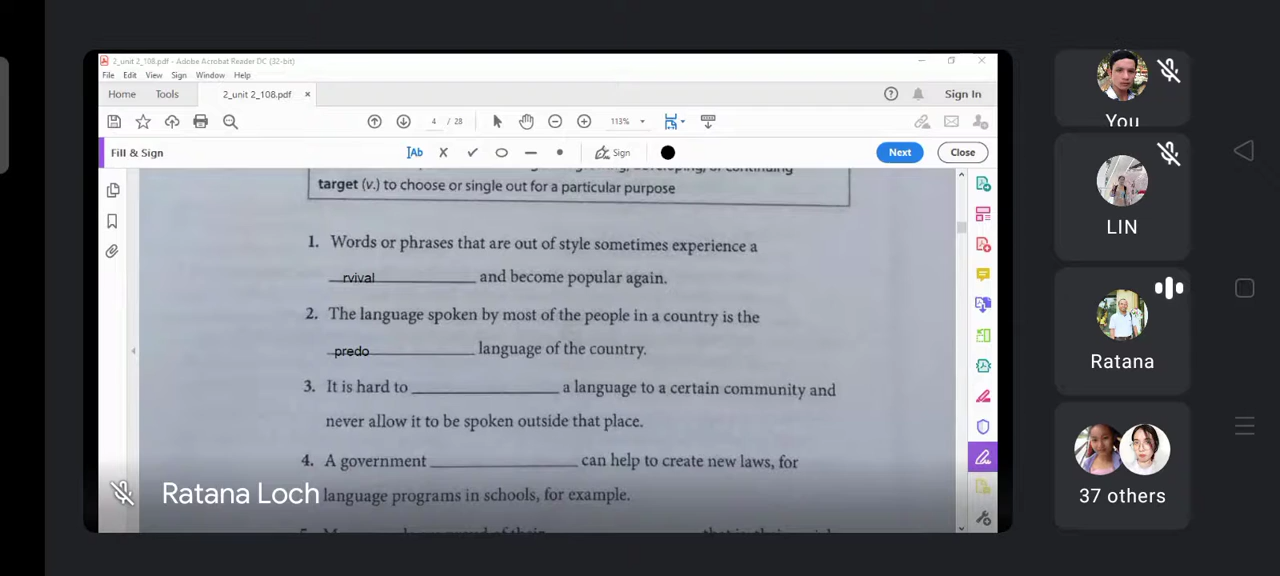 2_unit 2_108.pdf - Adobe Acrobat Reader DC (32-bit)
File Edit View Sign Window Help
Home Tools 2_unit 2_108.pdf × Sign In
4 / 28 113%
Fill & Sign IAb Sign Next Close
target (v.) to choose or single out for a particular purpose
1. Words or phrases that are out of style sometimes experience a
rvival and become popular again.
2. The language spoken by most of the people in a country is the
predo language of the country.
3. It is hard to ____ a language to a certain community and
never allow it to be spoken outside that place.
4. A government ____ can help to create new laws, for
language programs in schools, for example.
Ratana Loch
You
LIN
Ratana
37 others